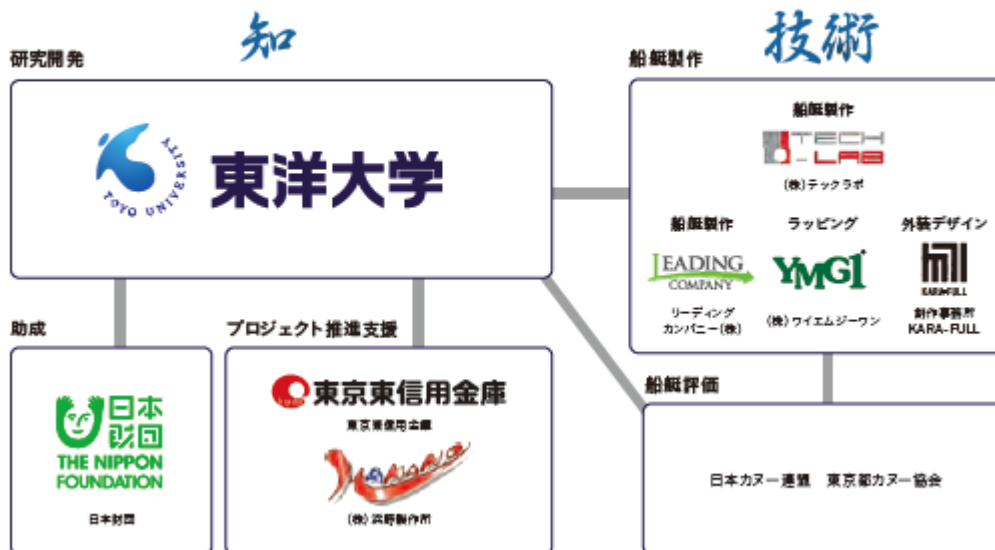 知
研究開発
TOYO UNIVERSITY
東洋大学
技術
船艇製作
船艇製作
TECH
-LAB
(株)テックラボ
船艇製作
LEADING
COMPANY
リーディング
カンパニー(株)
ラッピング
YMG1
(株)ワイエムジーワン
外装デザイン
KARA-FULL
創作事務所
KARA-FULL
助成
日本
財団
THE NIPPON
FOUNDATION
日本財団
プロジェクト推進支援
東京東信用金庫
東京東信用金庫
HAMANO
(株)浜野製作所
船艇評価
日本カヌー連盟 東京都カヌー協会